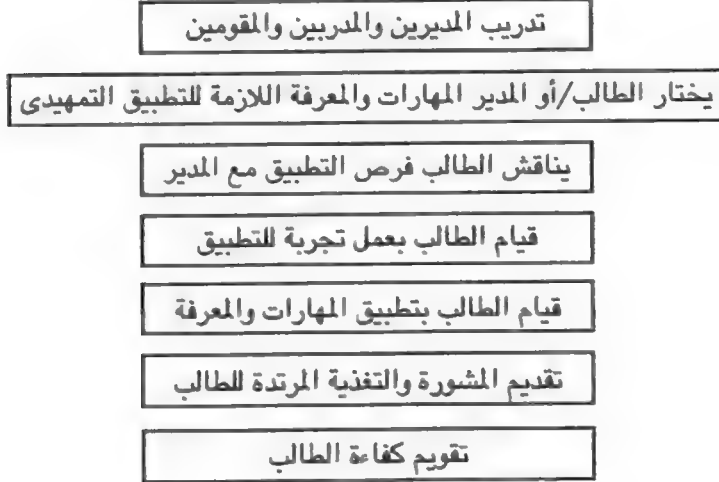 تدريب المديرين والمدربين والمقومين
يختار الطالب/أو المدير المهارات والمعرفة اللازمة للتطبيق التمهيدى
يناقش الطالب فرص التطبيق مع المدير
قيام الطالب بعمل تجربة للتطبيق
قيام الطالب بتطبيق المهارات والمعرفة
تقديم المشورة والتغذية المرتدة للطالب
تقويم كفاءة الطالب